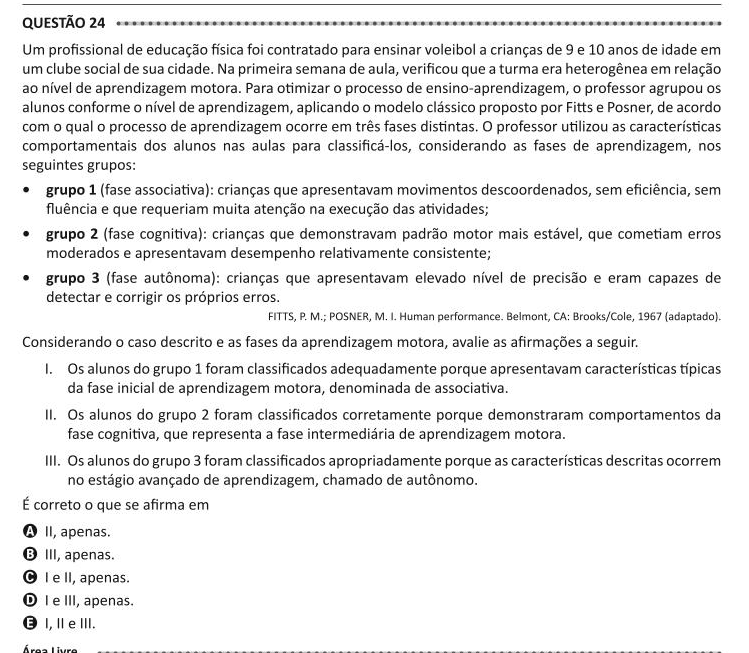 QUESTÃO 24
Um profissional de educação física foi contratado para ensinar voleibol a crianças de 9 e 10 anos de idade em
um clube social de sua cidade. Na primeira semana de aula, verificou que a turma era heterogênea em relação
ao nível de aprendizagem motora. Para otimizar o processo de ensino-aprendizagem, o professor agrupou os
alunos conforme o nível de aprendizagem, aplicando o modelo clássico proposto por Fitts e Posner, de acordo
com o qual o processo de aprendizagem ocorre em três fases distintas. O professor utilizou as características
comportamentais dos alunos nas aulas para classificá-los, considerando as fases de aprendizagem, nos
seguintes grupos:
• grupo 1 (fase associativa): crianças que apresentavam movimentos descoordenados, sem eficiência, sem
fluência e que requeriam muita atenção na execução das atividades;
• grupo 2 (fase cognitiva): crianças que demonstravam padrão motor mais estável, que cometiam erros
moderados e apresentavam desempenho relativamente consistente;
• grupo 3 (fase autônoma): crianças que apresentavam elevado nível de precisão e eram capazes de
detectar e corrigir os próprios erros.
FITTS, P. M.; POSNER, M. I. Human performance. Belmont, CA: Brooks/Cole, 1967 (adaptado).
Considerando o caso descrito e as fases da aprendizagem motora, avalie as afirmações a seguir.
I. Os alunos do grupo 1 foram classificados adequadamente porque apresentavam características típicas
da fase inicial de aprendizagem motora, denominada de associativa.
II. Os alunos do grupo 2 foram classificados corretamente porque demonstraram comportamentos da
fase cognitiva, que representa a fase intermediária de aprendizagem motora.
III. Os alunos do grupo 3 foram classificados apropriadamente porque as características descritas ocorrem
no estágio avançado de aprendizagem, chamado de autônomo.
É correto o que se afirma em
A II, apenas.
B III, apenas.
C I e II, apenas.
D I e III, apenas.
E I, II e III.
Área Livre